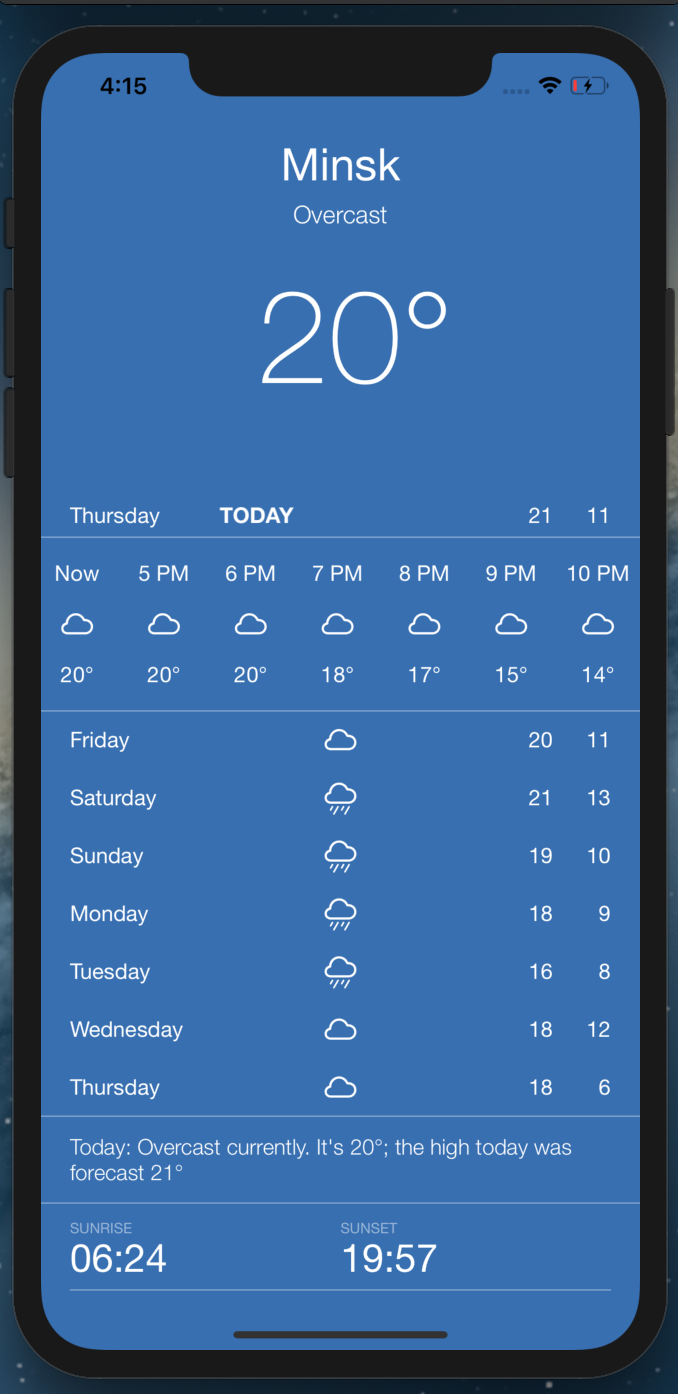 4:15
Minsk
Overcast
20°
Thursday TODAY 21 11
Now 5 PM 6 PM 7 PM 8 PM 9 PM 10 PM
20° 20° 20° 18° 17° 15° 14°
Friday 20 11
Saturday 21 13
Sunday 19 10
Monday 18 9
Tuesday 16 8
Wednesday 18 12
Thursday 18 6
Today: Overcast currently. It's 20°; the high today was
forecast 21°
SUNRISE SUNSET
06:24 19:57